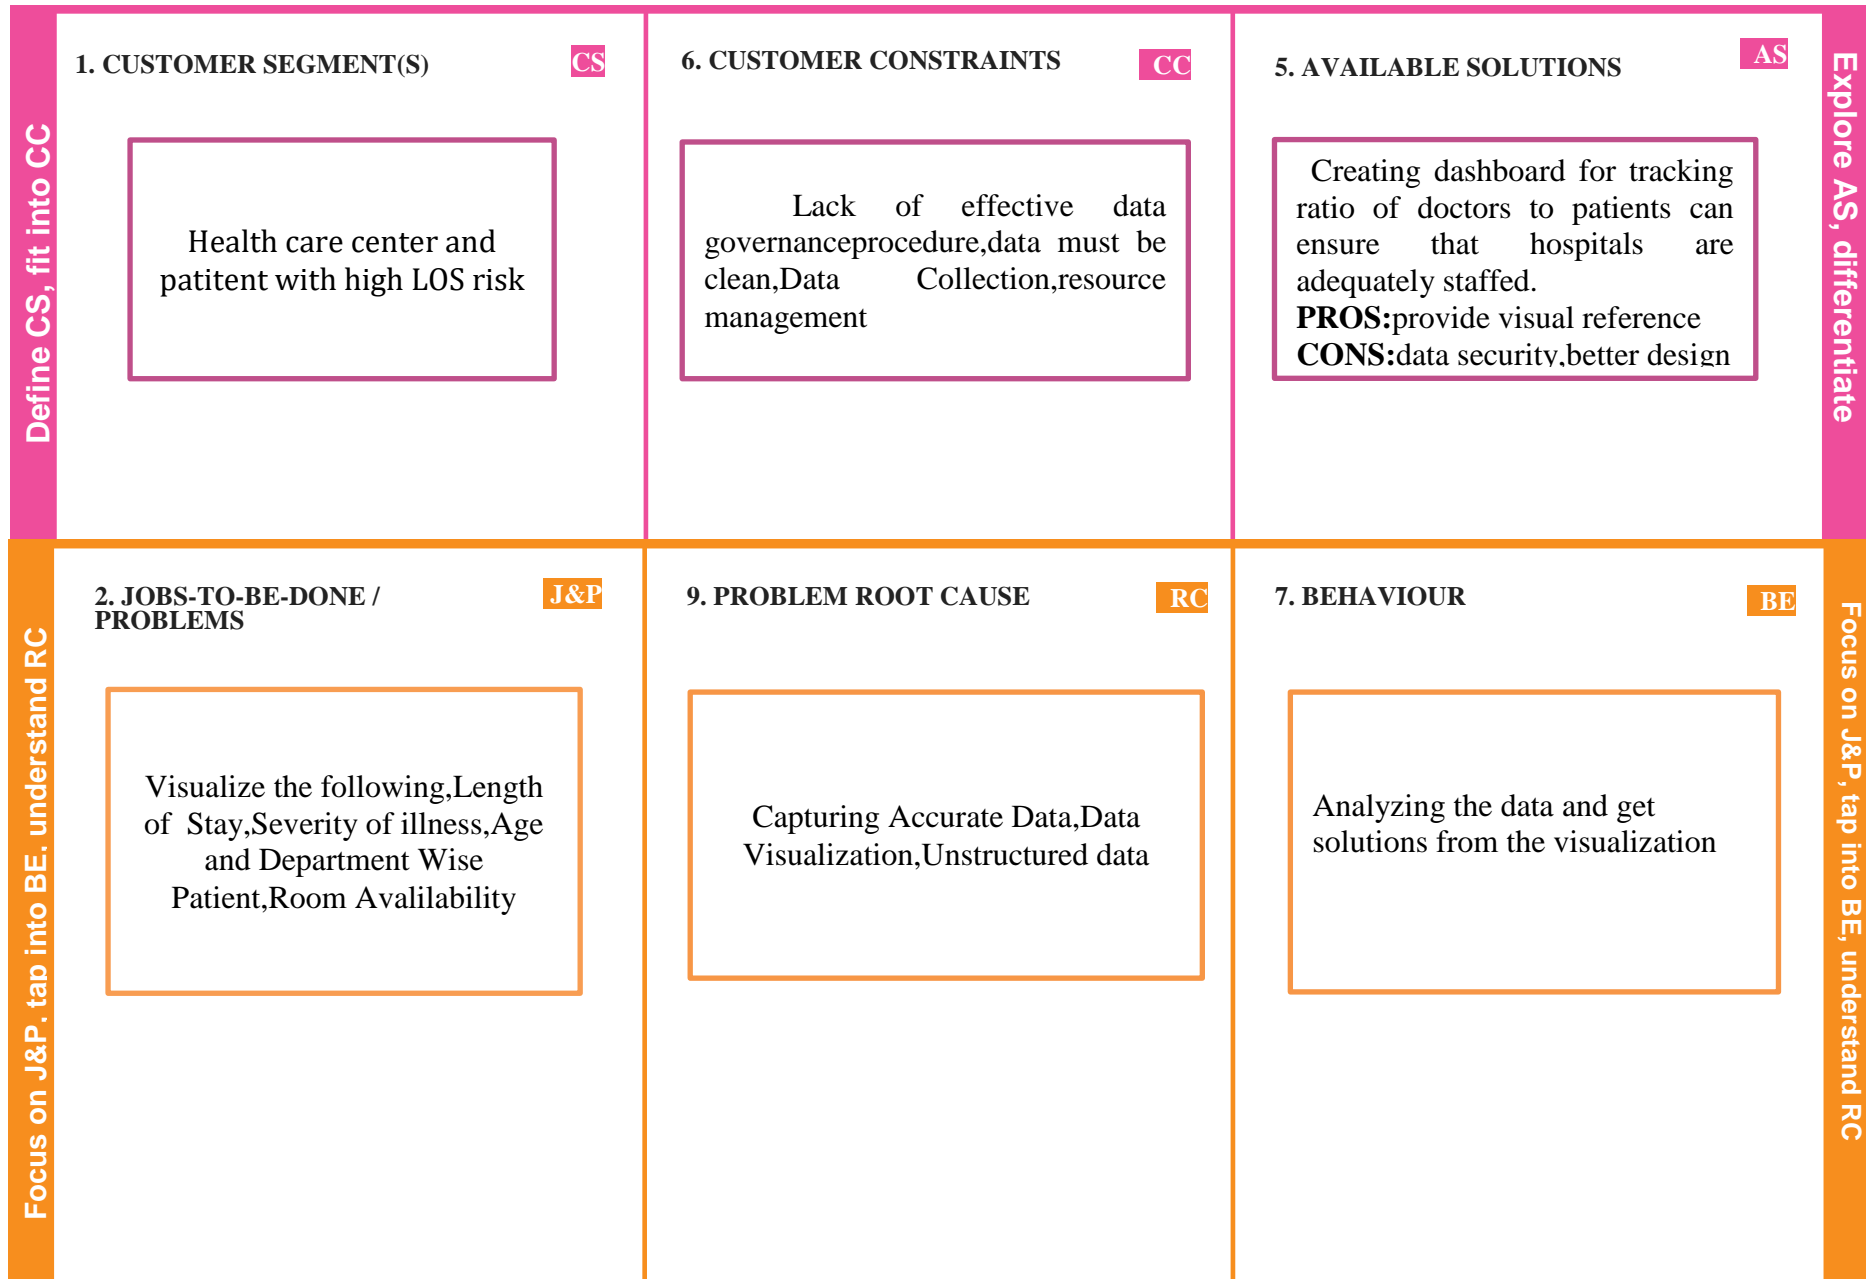 Define CS, fit into CC
1. CUSTOMER SEGMENT(S)
CS
Health care center and
patitent with high LOS risk
6. CUSTOMER CONSTRAINTS
CC
Lack of effective data
governanceprocedure,data must be
clean,Data Collection,resource
management
5. AVAILABLE SOLUTIONS
AS
Creating dashboard for tracking
ratio of doctors to patients can
ensure that hospitals are
adequately staffed.
PROS:provide visual reference
CONS:data security,better design
Explore AS, differentiate
Focus on J&P, tap into BE, understand RC
2. JOBS-TO-BE-DONE /
PROBLEMS
J&P
Visualize the following,Length
of Stay,Severity of illness,Age
and Department Wise
Patient,Room Avalilability
9. PROBLEM ROOT CAUSE
RC
Capturing Accurate Data,Data
Visualization,Unstructured data
7. BEHAVIOUR
BE
Analyzing the data and get
solutions from the visualization
Focus on J&P, tap into BE, understand RC